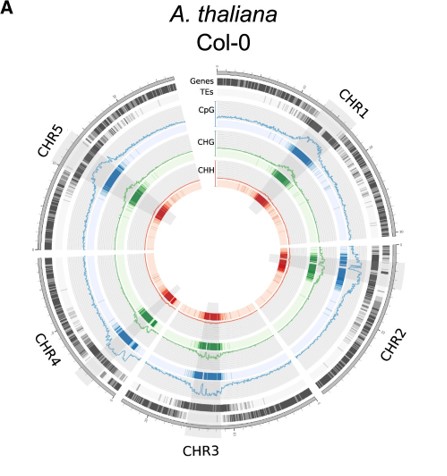 A
A. thaliana
Col-0
Genes
TEs
CpG
CHG
CHH
CHR1
CHR2
CHR3
CHR4
CHR5